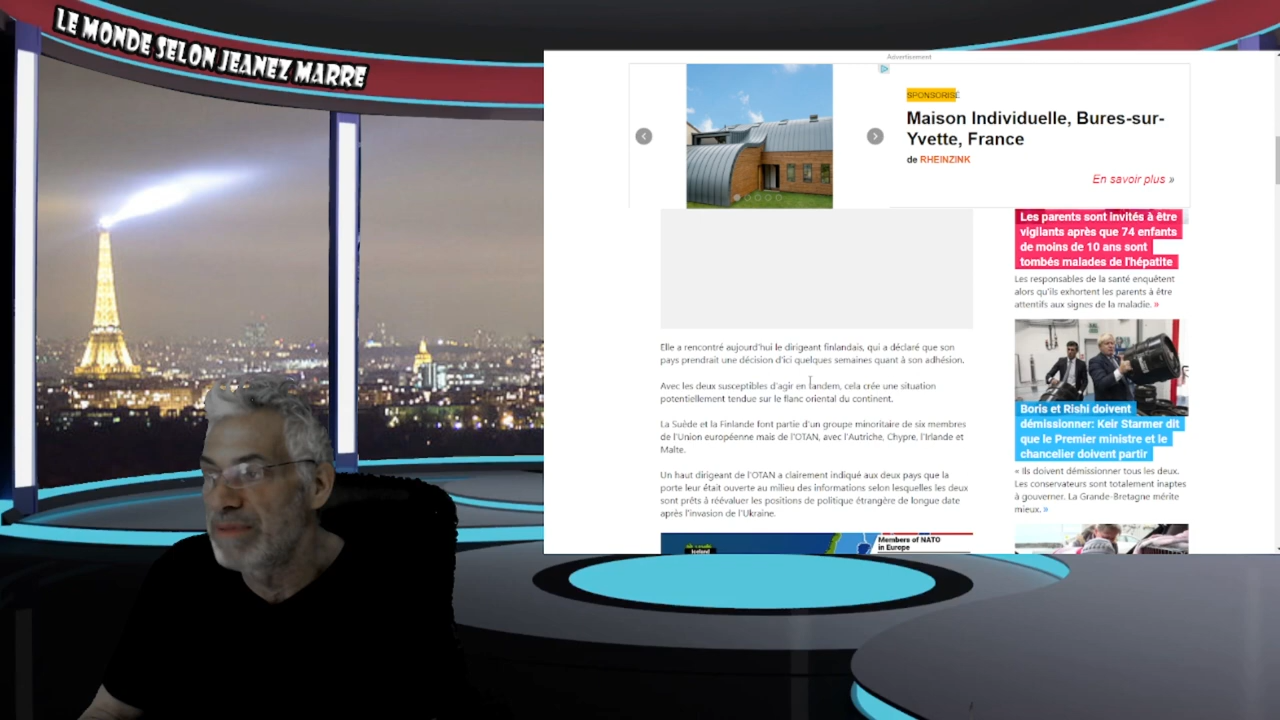 LE MONDE SELON JEANEZ MARRE
Advertisement
SPONSORISÉ
Maison Individuelle, Bures-sur-
Yvette, France
de RHEINZINK
En savoir plus »
Elle a rencontré aujourd'hui le dirigeant finlandais, qui a déclaré que son
pays prendrait une décision d'ici quelques semaines quant à son adhésion.
Avec les deux susceptibles d'agir en tandem, cela crée une situation
potentiellement tendue sur le flanc oriental du continent.
La Suède et la Finlande font partie d'un groupe minoritaire de six membres
de l'Union européenne mais de l'OTAN, avec l'Autriche, Chypre, l'Irlande et
Malte.
Un haut dirigeant de l'OTAN a clairement indiqué aux deux pays que la
porte leur était ouverte au milieu des informations selon lesquelles les deux
sont prêts à réévaluer les positions de politique étrangère de longue date
après l'invasion de l'Ukraine.
Members of NATO
in Europe
Iceland
Les parents sont invités à être
vigilants après que 74 enfants
de moins de 10 ans sont
tombés malades de l'hépatite
Les responsables de la santé enquêtent
alors qu'ils exhortent les parents à être
attentifs aux signes de la maladie. »
Boris et Rishi doivent
démissionner: Keir Starmer dit
que le Premier ministre et le
chancelier doivent partir
« Ils doivent démissionner tous les deux.
Les conservateurs sont totalement inaptes
à gouverner. La Grande-Bretagne mérite
mieux. »